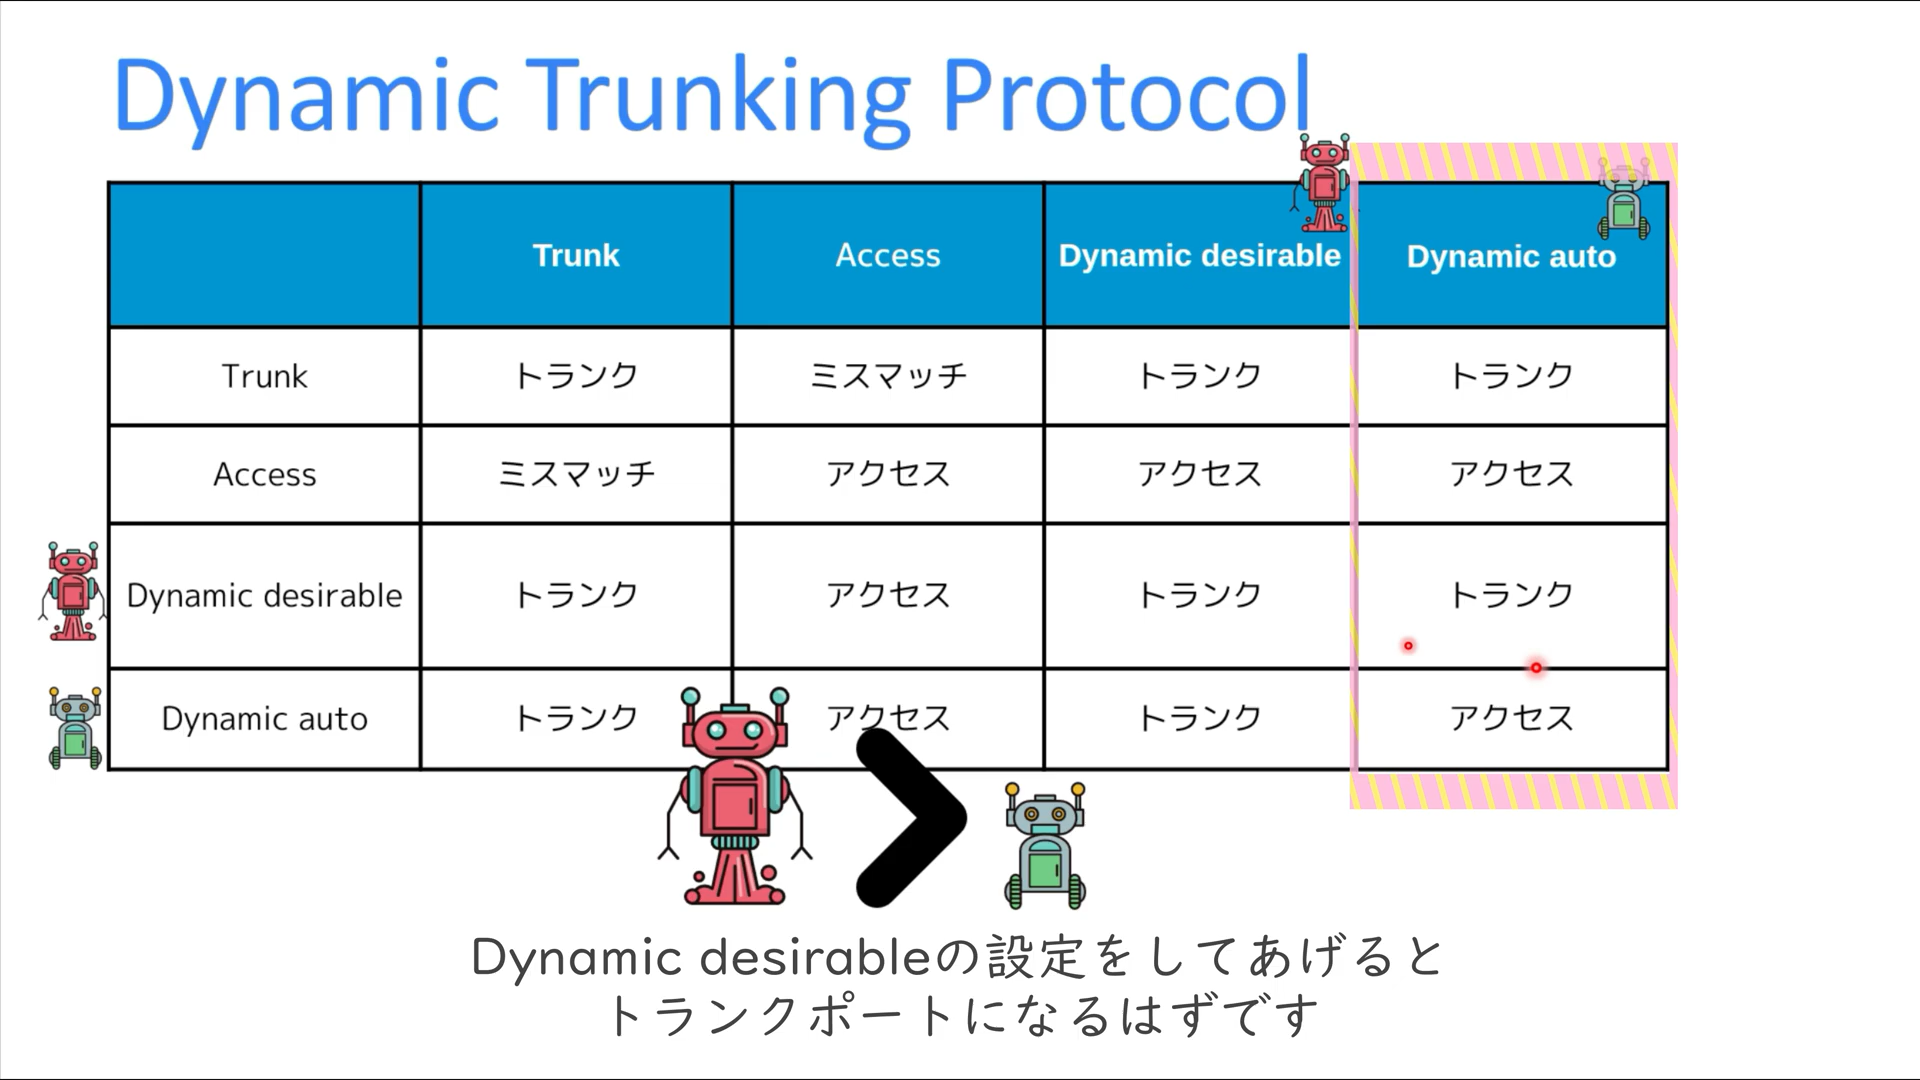 Dynamic Trunking Protocol
Trunk Access Dynamic desirable Dynamic auto
Trunk トランク ミスマッチ トランク トランク
Access ミスマッチ アクセス アクセス アクセス
Dynamic desirable トランク アクセス トランク トランク
Dynamic auto トランク アクセス トランク アクセス
Dynamic desirableの設定をしてあげると
トランクポートになるはずです